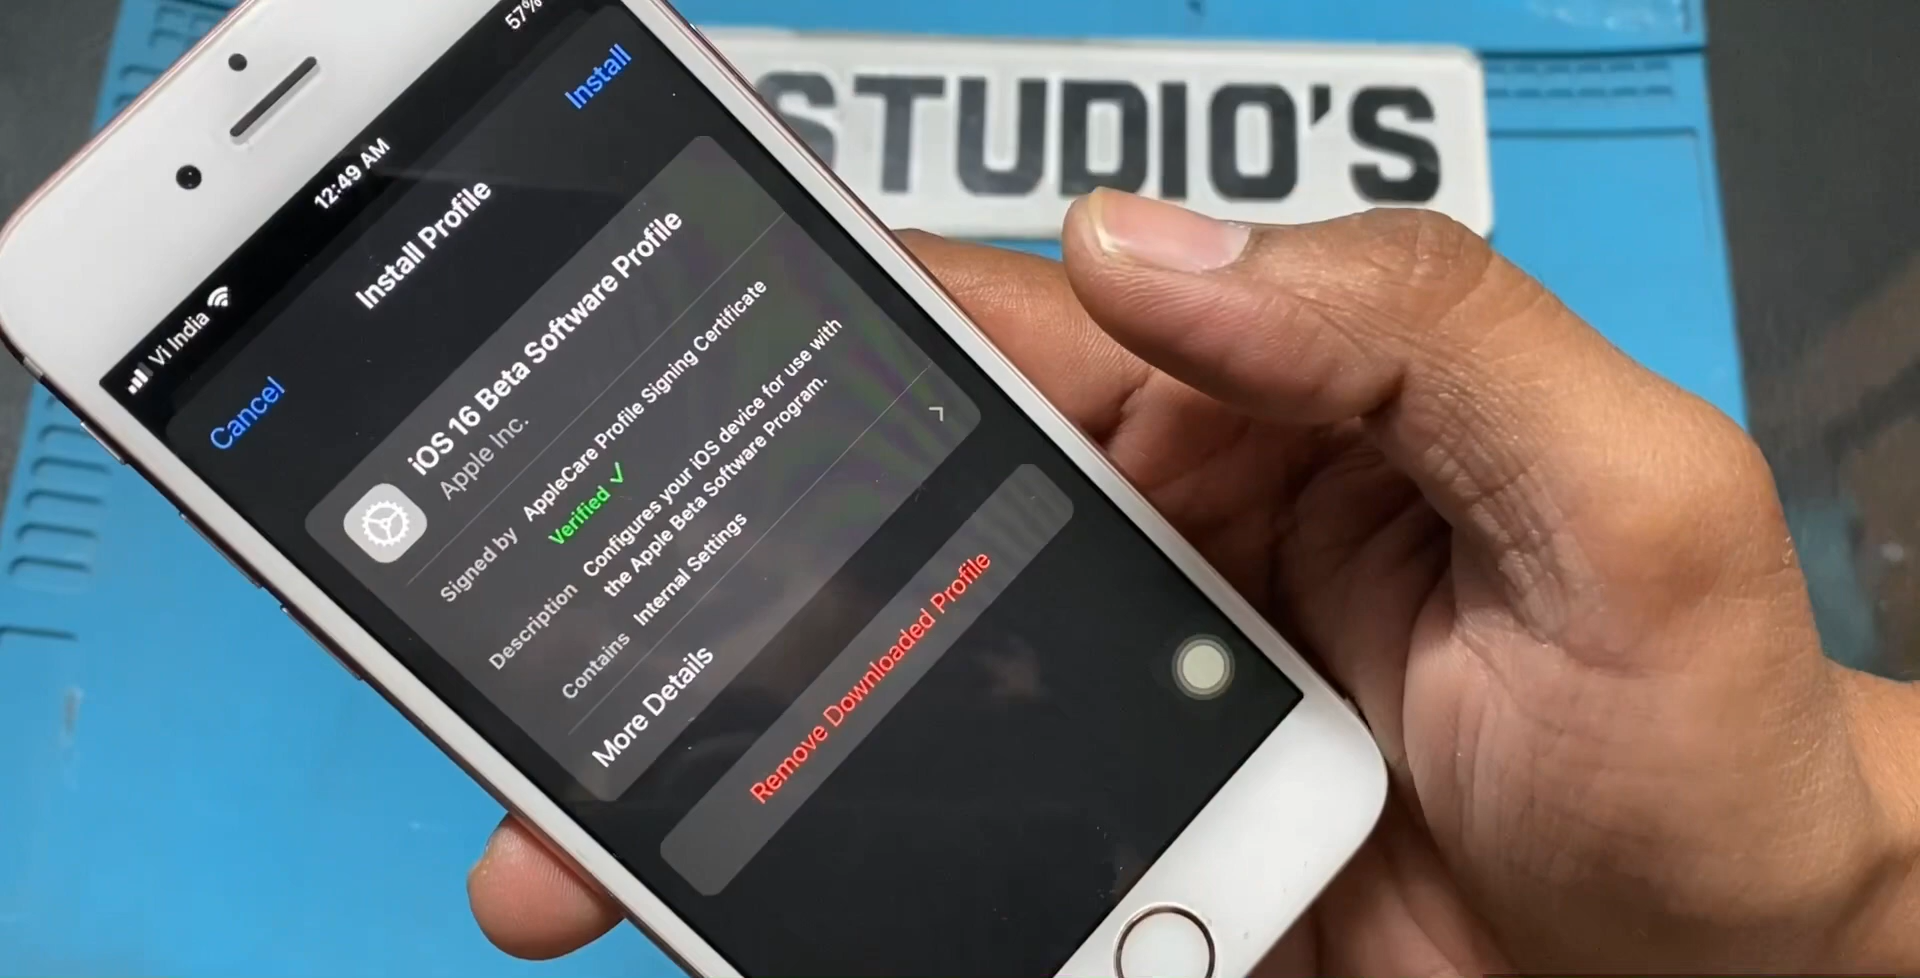 STUDIO'S
Vi India
12:49 AM
57%
Cancel
Install Profile
Install
iOS 16 Beta Software Profile
Apple Inc.
Signed by AppleCare Profile Signing Certificate
Verified ✓
Description Configures your iOS device for use with
the Apple Beta Software Program.
Contains Internal Settings
More Details
Remove Downloaded Profile